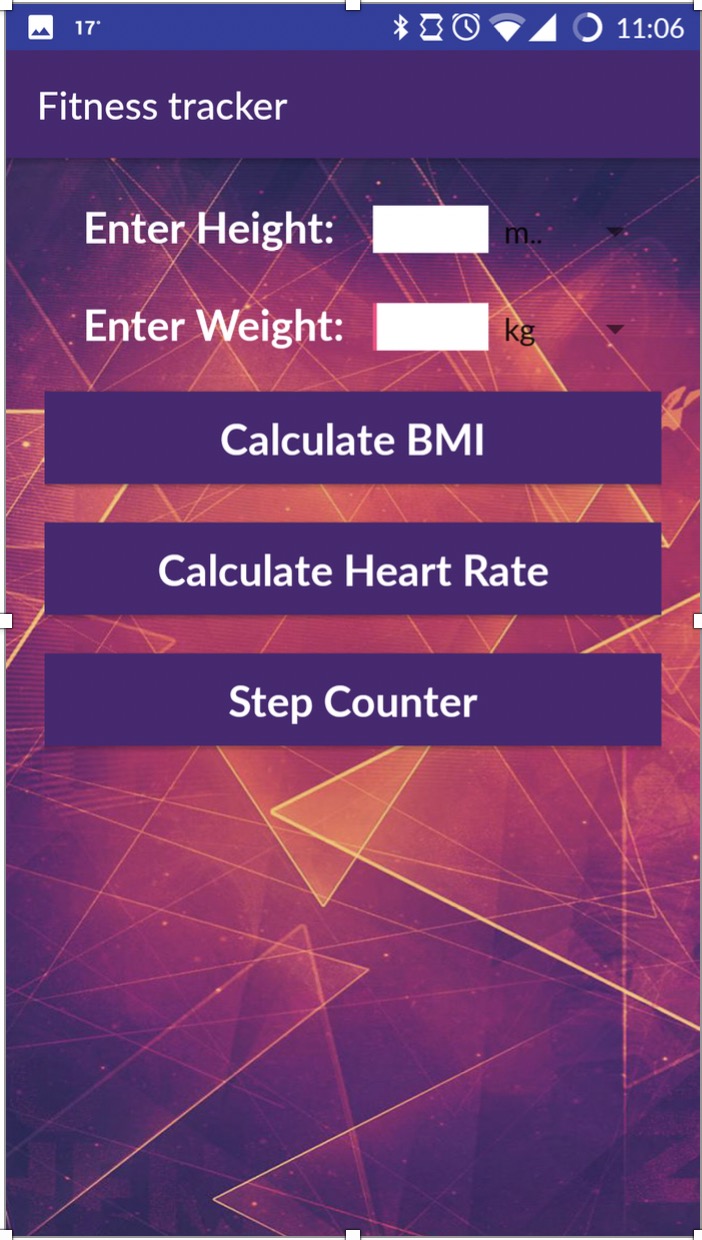 17° 11:06
Fitness tracker
Enter Height: m..
Enter Weight: kg
Calculate BMI
Calculate Heart Rate
Step Counter